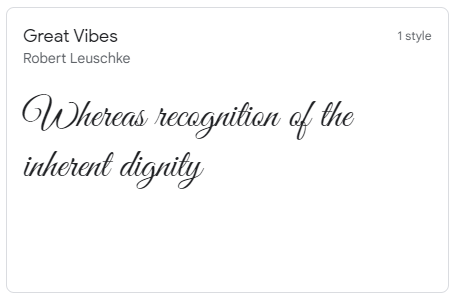 Great Vibes
1 style
Robert Leuschke
Whereas recognition of the
inherent dignity